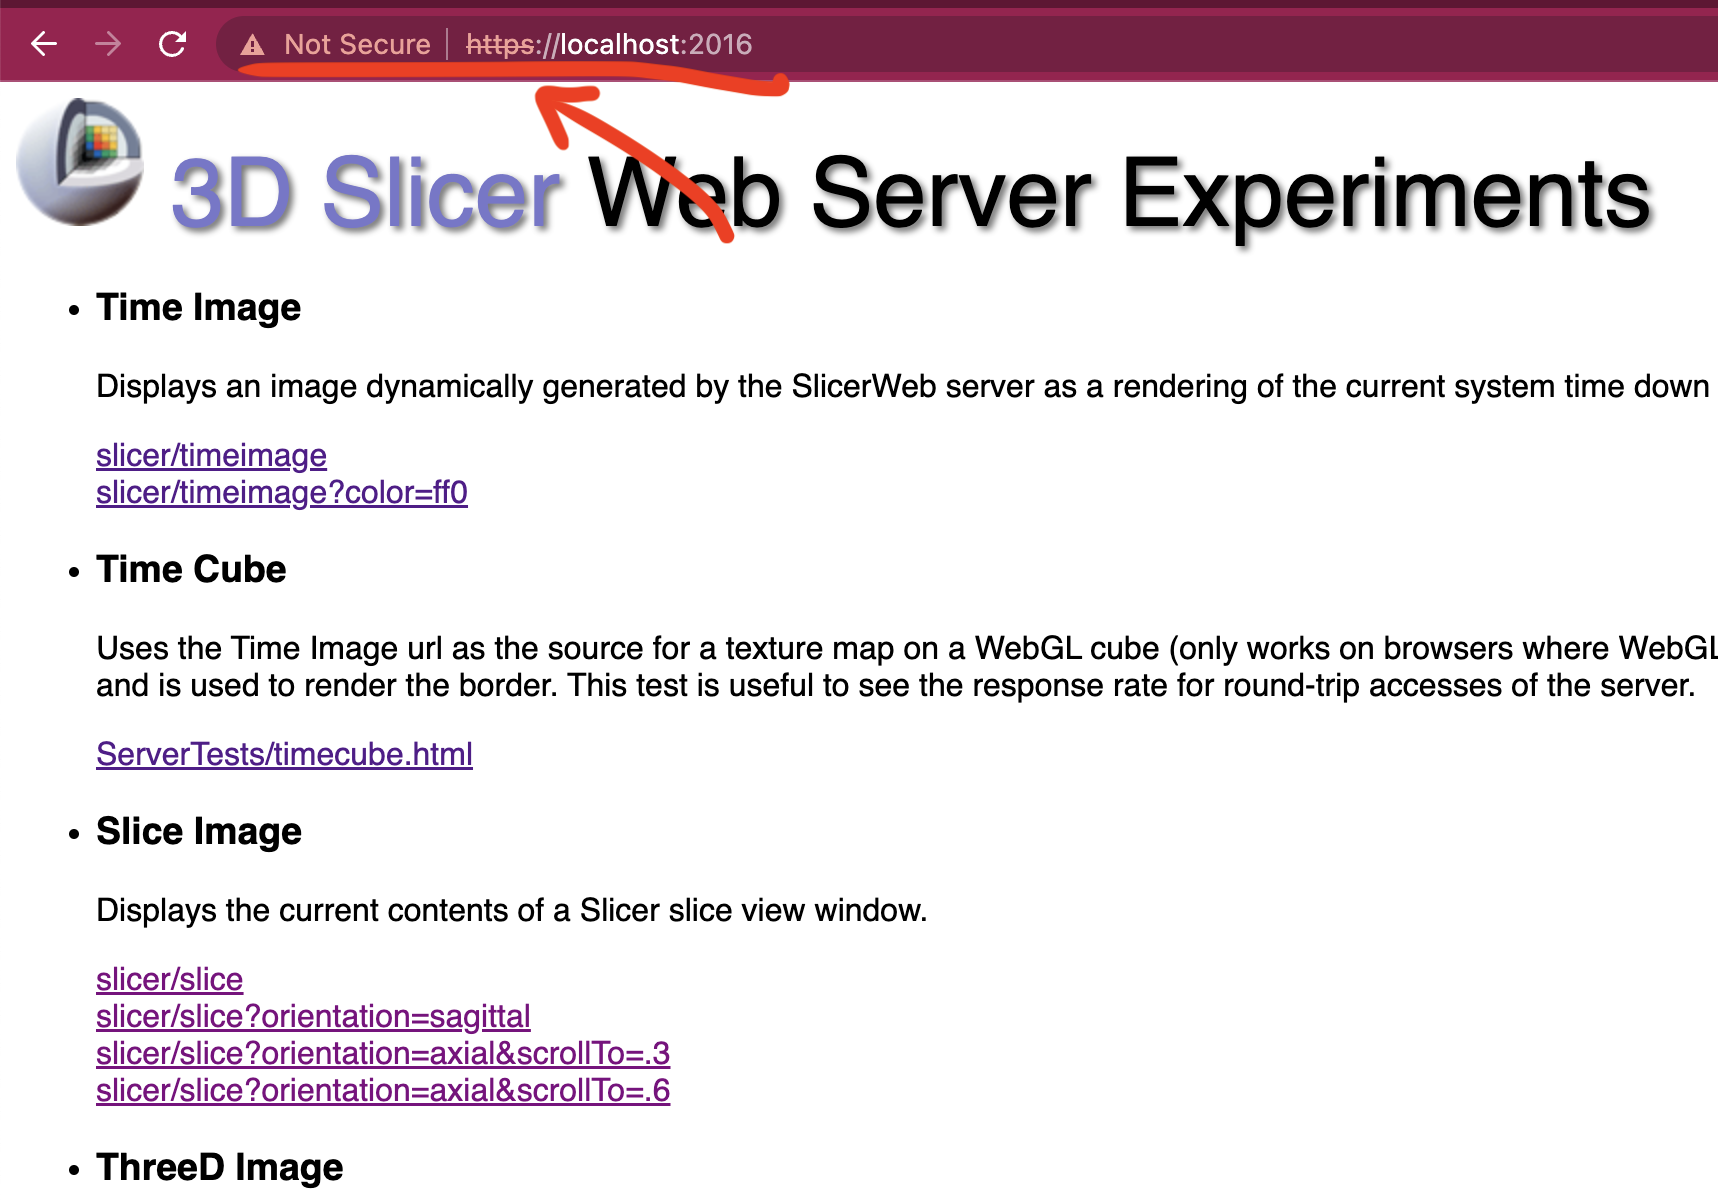 Not Secure | https://localhost:2016
3D Slicer Web Server Experiments
• Time Image
Displays an image dynamically generated by the SlicerWeb server as a rendering of the current system time down
slicer/timeimage
slicer/timeimage?color=ff0
• Time Cube
Uses the Time Image url as the source for a texture map on a WebGL cube (only works on browsers where WebGL
and is used to render the border. This test is useful to see the response rate for round-trip accesses of the server.
ServerTests/timecube.html
• Slice Image
Displays the current contents of a Slicer slice view window.
slicer/slice
slicer/slice?orientation=sagittal
slicer/slice?orientation=axial&scrollTo=.3
slicer/slice?orientation=axial&scrollTo=.6
• ThreeD Image